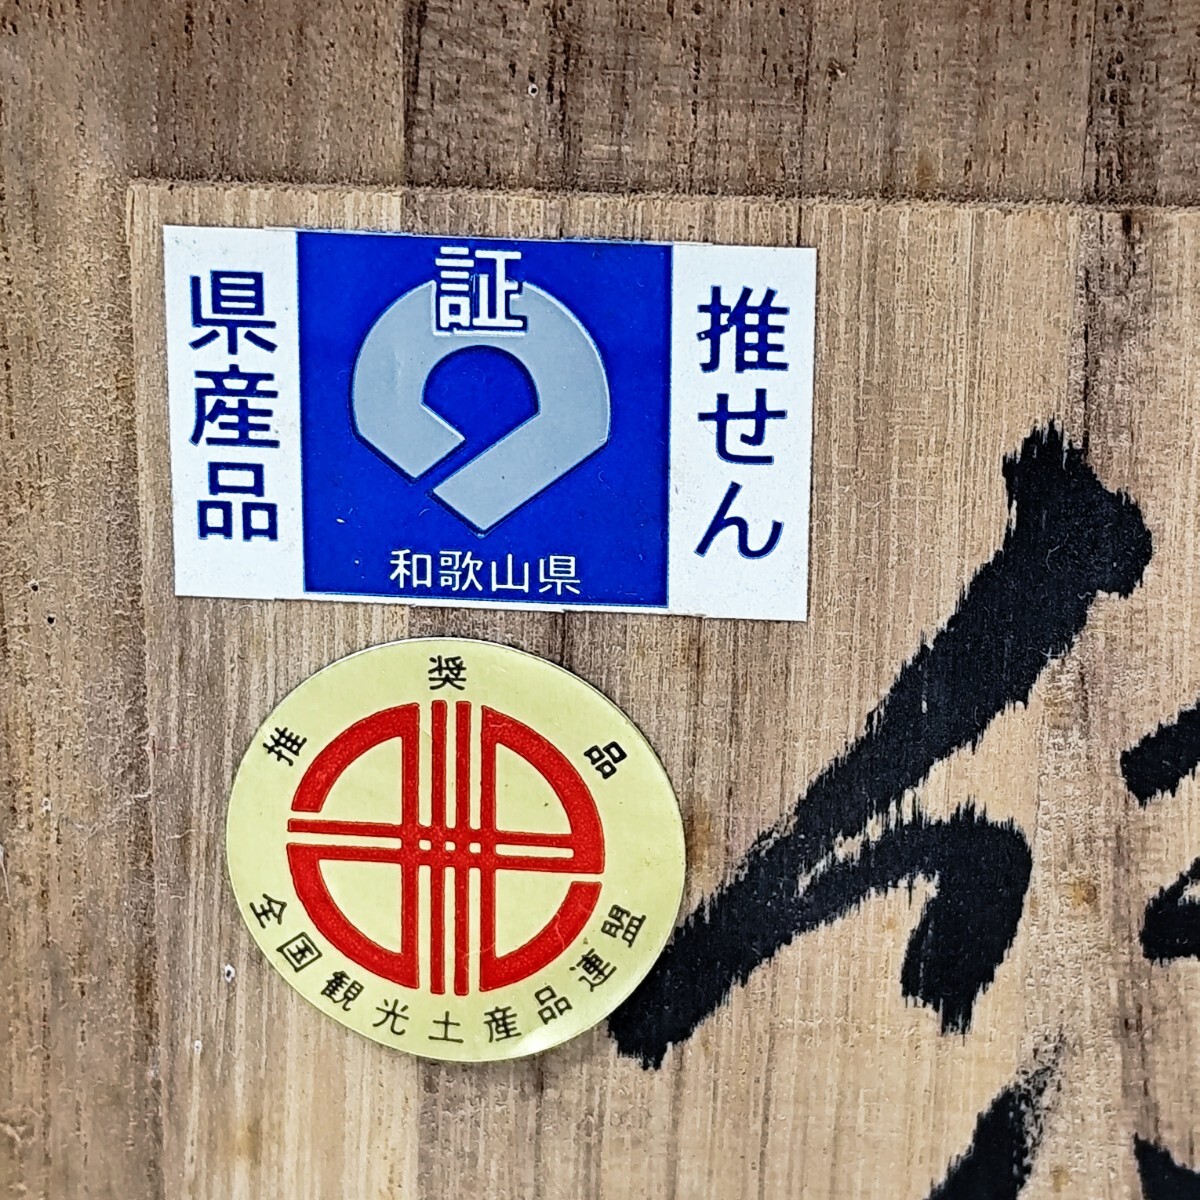 推せん
証
和歌山県
県産品
推奨品
全国観光土産品連盟